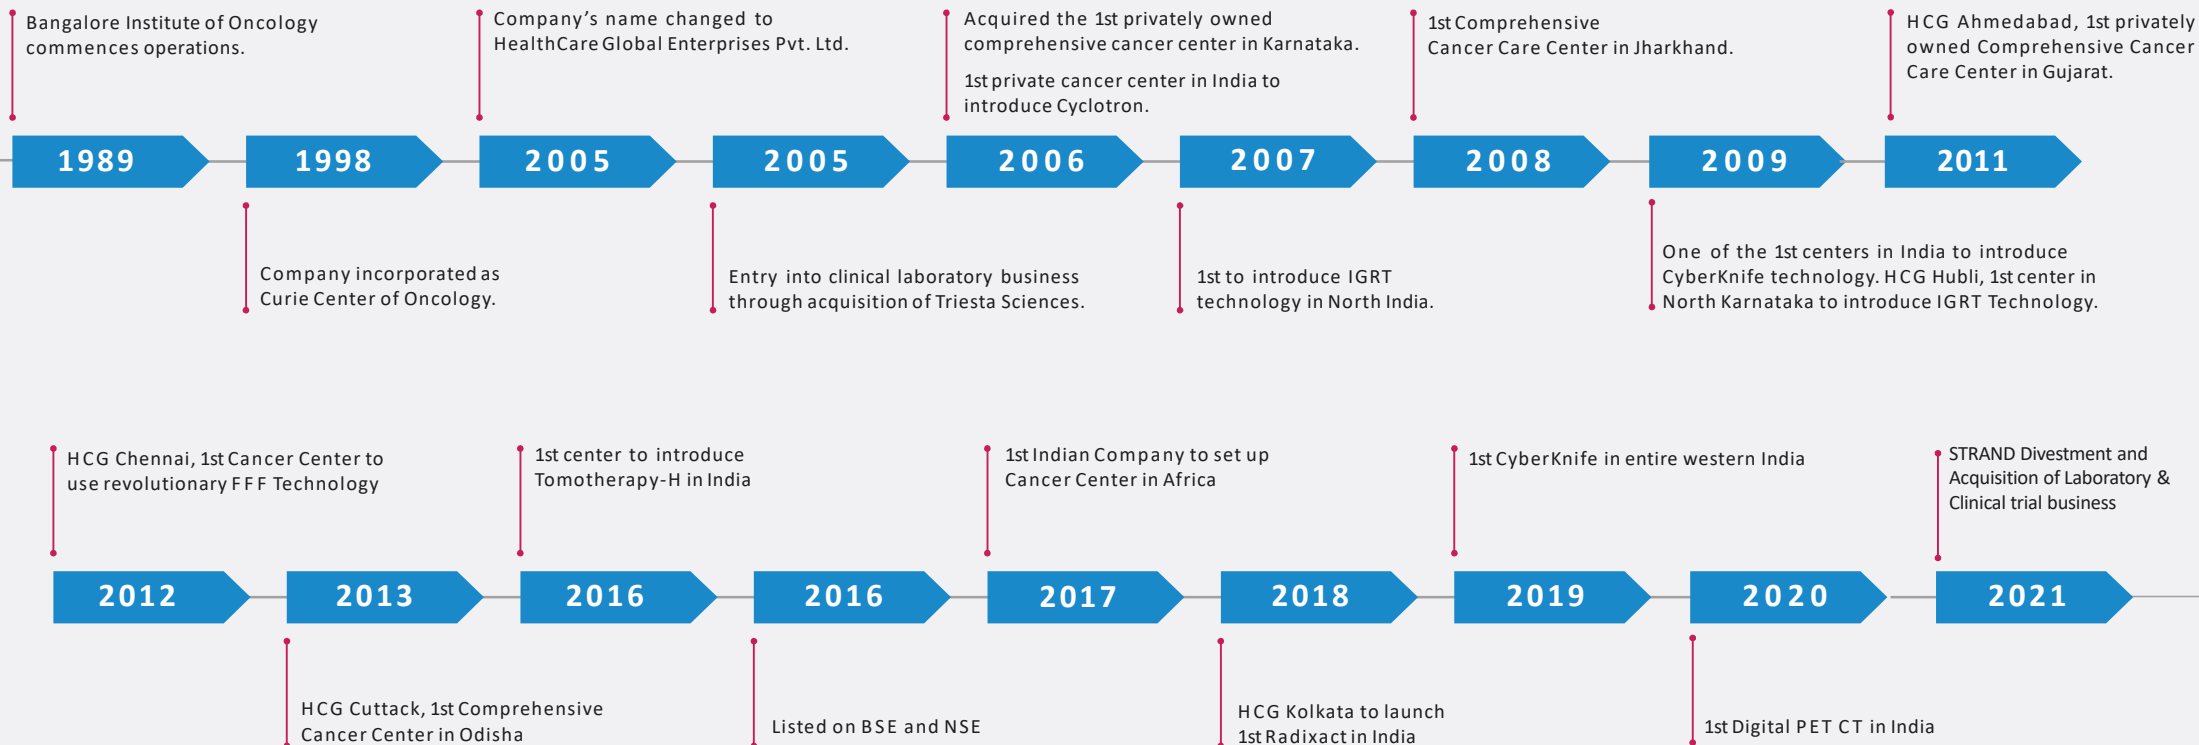 Bangalore Institute of Oncology
commences operations.
Company's name changed to
HealthCare Global Enterprises Pvt. Ltd.
Acquired the 1st privately owned
comprehensive cancer center in Karnataka.
1st private cancer center in India to
introduce Cyclotron.
1st Comprehensive
Cancer Care Center in Jharkhand.
HCG Ahmedabad, 1st privately
owned Comprehensive Cancer
Care Center in Gujarat.
1989
1998
2005
2005
2006
2007
2008
2009
2011
Company incorporated as
Curie Center of Oncology.
Entry into clinical laboratory business
through acquisition of Triesta Sciences.
1st to introduce IGRT
technology in North India.
One of the 1st centers in India to introduce
CyberKnife technology. HCG Hubli, 1st center in
North Karnataka to introduce IGRT Technology.
HCG Chennai, 1st Cancer Center to
use revolutionary FFF Technology
1st center to introduce
Tomotherapy-H in India
1st Indian Company to set up
Cancer Center in Africa
1st CyberKnife in entire western India
STRAND Divestment and
Acquisition of Laboratory &
Clinical trial business
2012
2013
2016
2016
2017
2018
2019
2020
2021
HCG Cuttack, 1st Comprehensive
Cancer Center in Odisha
Listed on BSE and NSE
HCG Kolkata to launch
1st Radixact in India
1st Digital PET CT in India